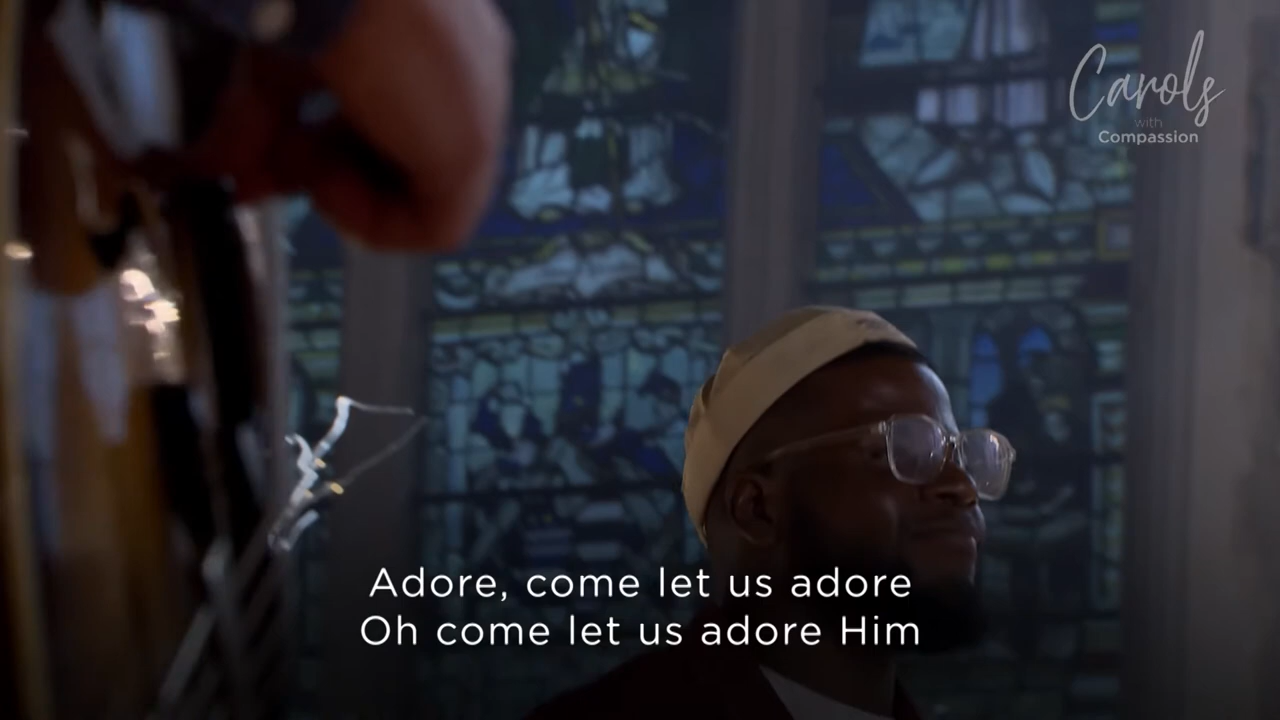 Carols
with
Compassion
Adore, come let us adore
Oh come let us adore Him